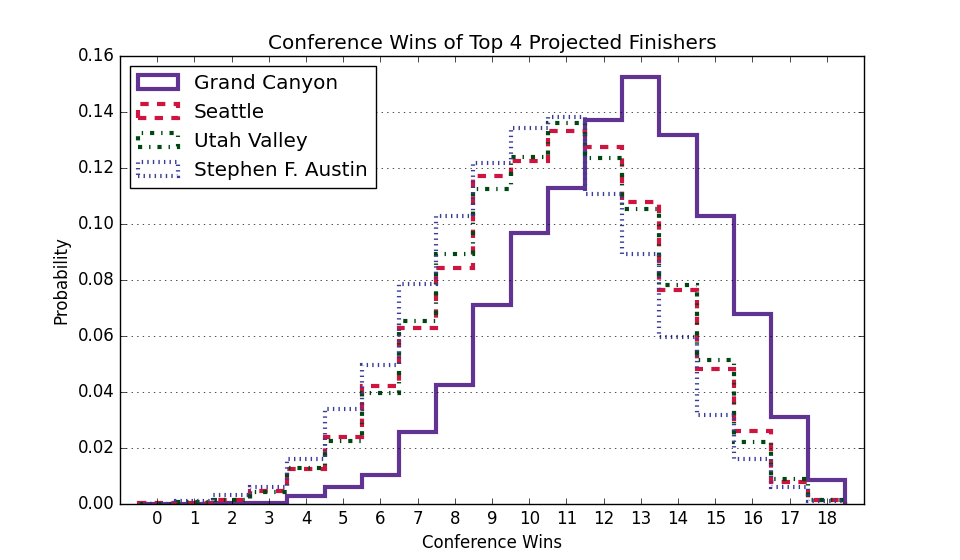 Conference Wins of Top 4 Projected Finishers
0.16
0.14
0.12
0.10
0.08
0.06
0.04
0.02
0.00
Probability
Grand Canyon
Seattle
Utah Valley
Stephen F. Austin
0 1 2 3 4 5 6 7 8 9 10 11 12 13 14 15 16 17 18
Conference Wins